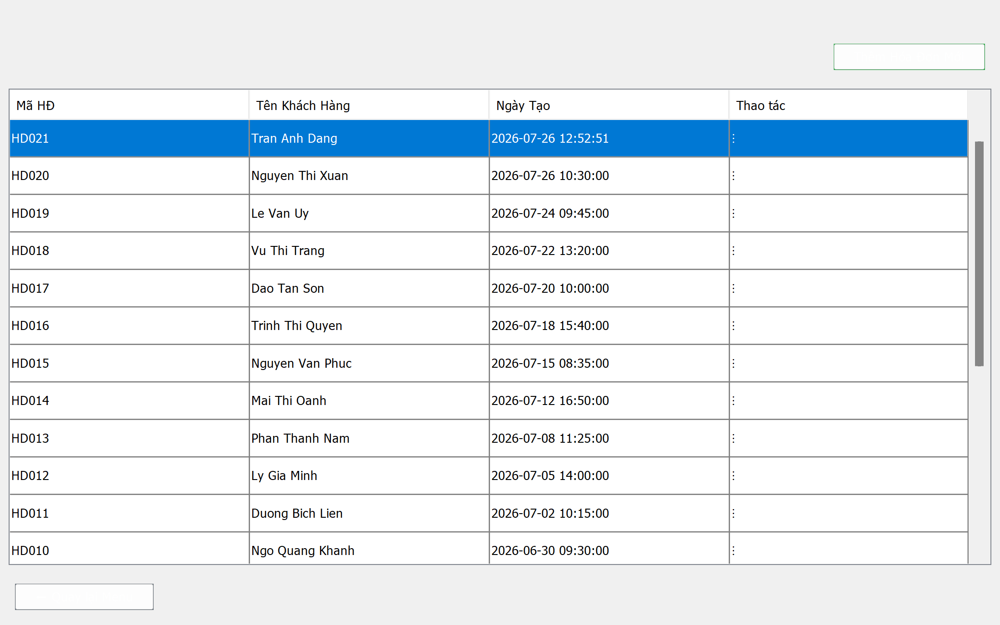 Mã HĐ Tên Khách Hàng Ngày Tạo Thao tác
HD021 Tran Anh Dang 2026-07-26 12:52:51 ⋮
HD020 Nguyen Thi Xuan 2026-07-26 10:30:00 ⋮
HD019 Le Van Uy 2026-07-24 09:45:00 ⋮
HD018 Vu Thi Trang 2026-07-22 13:20:00 ⋮
HD017 Dao Tan Son 2026-07-20 10:00:00 ⋮
HD016 Trinh Thi Quyen 2026-07-18 15:40:00 ⋮
HD015 Nguyen Van Phuc 2026-07-15 08:35:00 ⋮
HD014 Mai Thi Oanh 2026-07-12 16:50:00 ⋮
HD013 Phan Thanh Nam 2026-07-08 11:25:00 ⋮
HD012 Ly Gia Minh 2026-07-05 14:00:00 ⋮
HD011 Duong Bich Lien 2026-07-02 10:15:00 ⋮
HD010 Ngo Quang Khanh 2026-06-30 09:30:00 ⋮